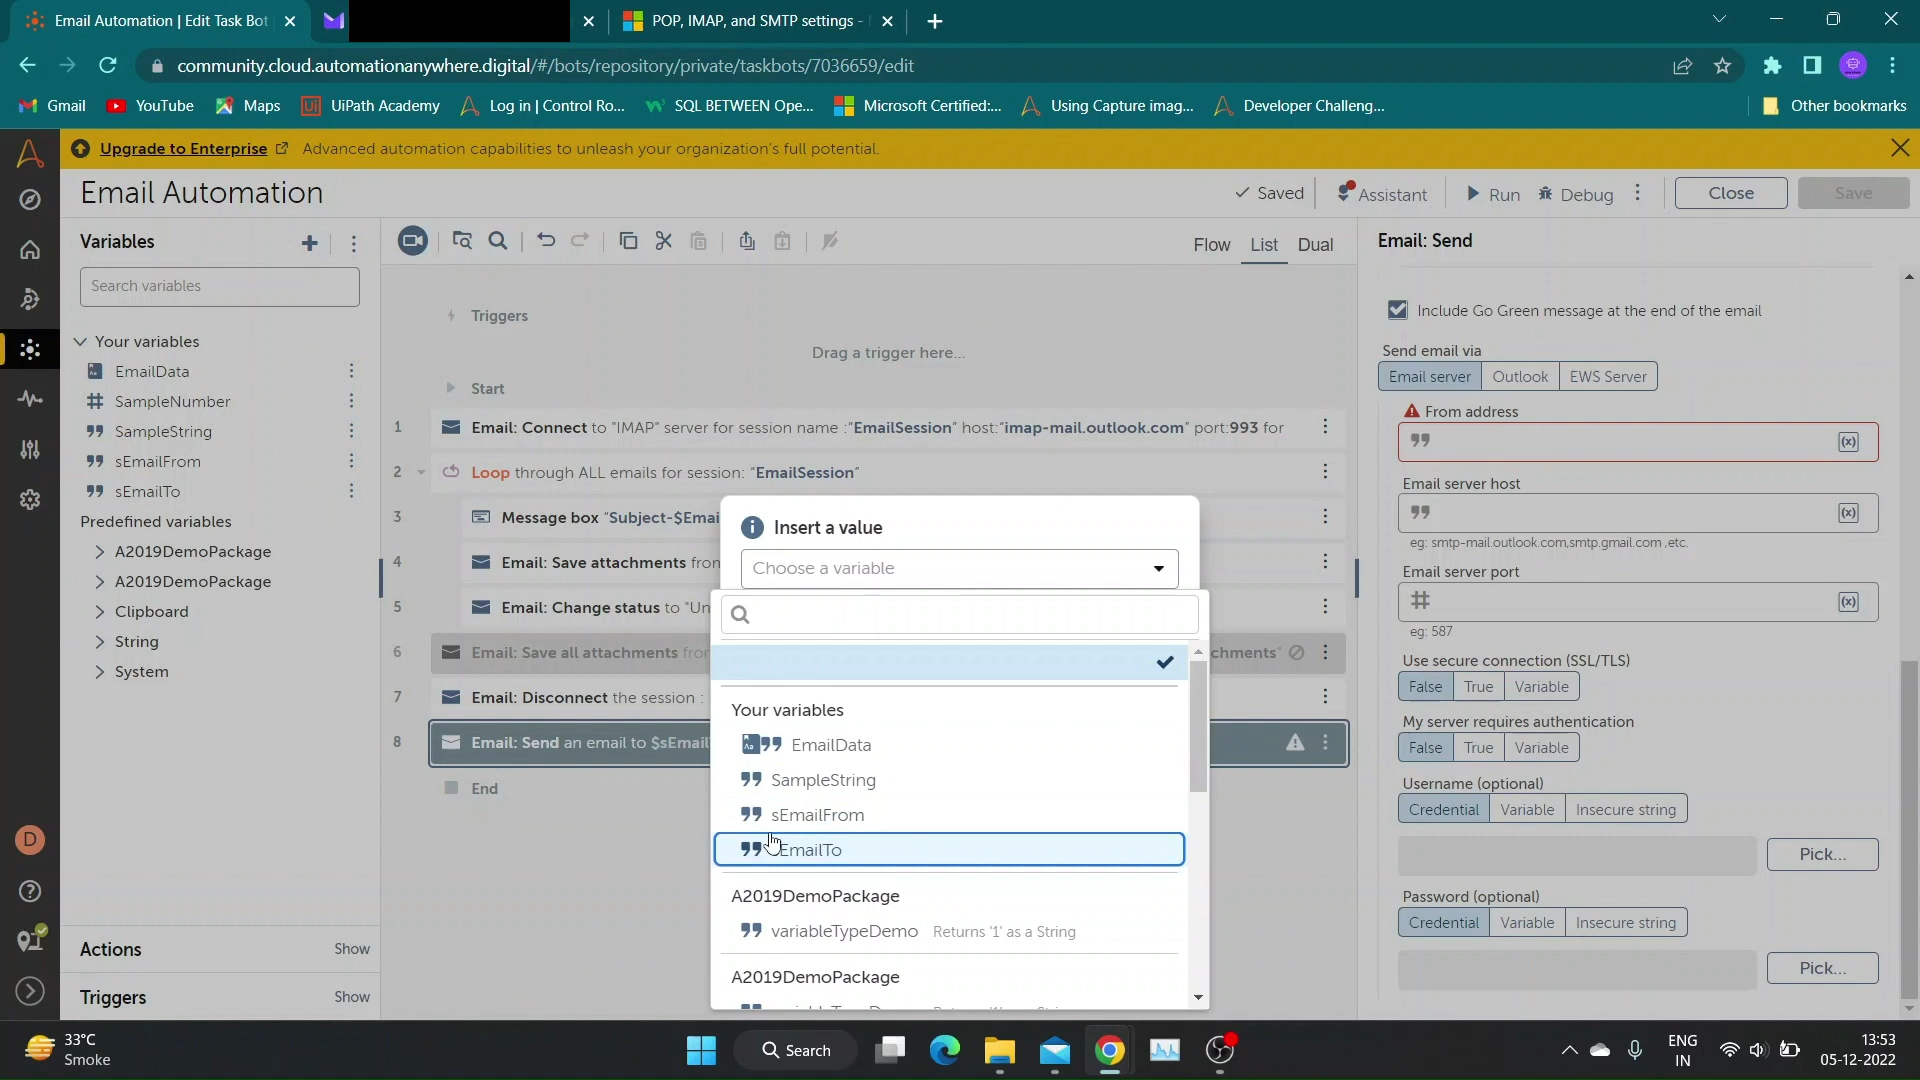 Email Automation | Edit Task Bot
POP, IMAP, and SMTP settings -
community.cloud.automationanywhere.digital/#/bots/repository/private/taskbots/7036659/edit
Gmail
YouTube
Maps
UiPath Academy
Log in | Control Ro...
SQL BETWEEN Ope...
Microsoft Certified:...
Using Capture imag...
Developer Challeng...
Other bookmarks
Upgrade to Enterprise
Advanced automation capabilities to unleash your organization's full potential.
Email Automation
Saved
Assistant
Run
Debug
Close
Save
Variables
Search variables
Your variables
EmailData
SampleNumber
SampleString
sEmailFrom
sEmailTo
Predefined variables
A2019DemoPackage
A2019DemoPackage
Clipboard
String
System
Actions Show
Triggers Show
Flow List Dual
Triggers
Drag a trigger here...
Start
1 Email: Connect to "IMAP" server for session name :"EmailSession" host:"imap-mail.outlook.com" port:993 for
2 Loop through ALL emails for session: "EmailSession"
3 Message box "Subject-$Emai
4 Email: Save attachments from
5 Email: Change status to "Un
6 Email: Save all attachments from chments"
7 Email: Disconnect the session :
8 Email: Send an email to $sEmail
End
Insert a value
Choose a variable
Your variables
EmailData
SampleString
sEmailFrom
EmailTo
A2019DemoPackage
variableTypeDemo Returns '1' as a String
A2019DemoPackage
Email: Send
Include Go Green message at the end of the email
Send email via
Email server Outlook EWS Server
From address
(x)
Email server host
(x)
eg: smtp-mail.outlook.com,smtp.gmail.com ,etc.
Email server port
(x)
eg: 587
Use secure connection (SSL/TLS)
False True Variable
My server requires authentication
False True Variable
Username (optional)
Credential Variable Insecure string
Pick...
Password (optional)
Credential Variable Insecure string
Pick...
D
33°C
Smoke
Search
ENG
IN
13:53
05-12-2022